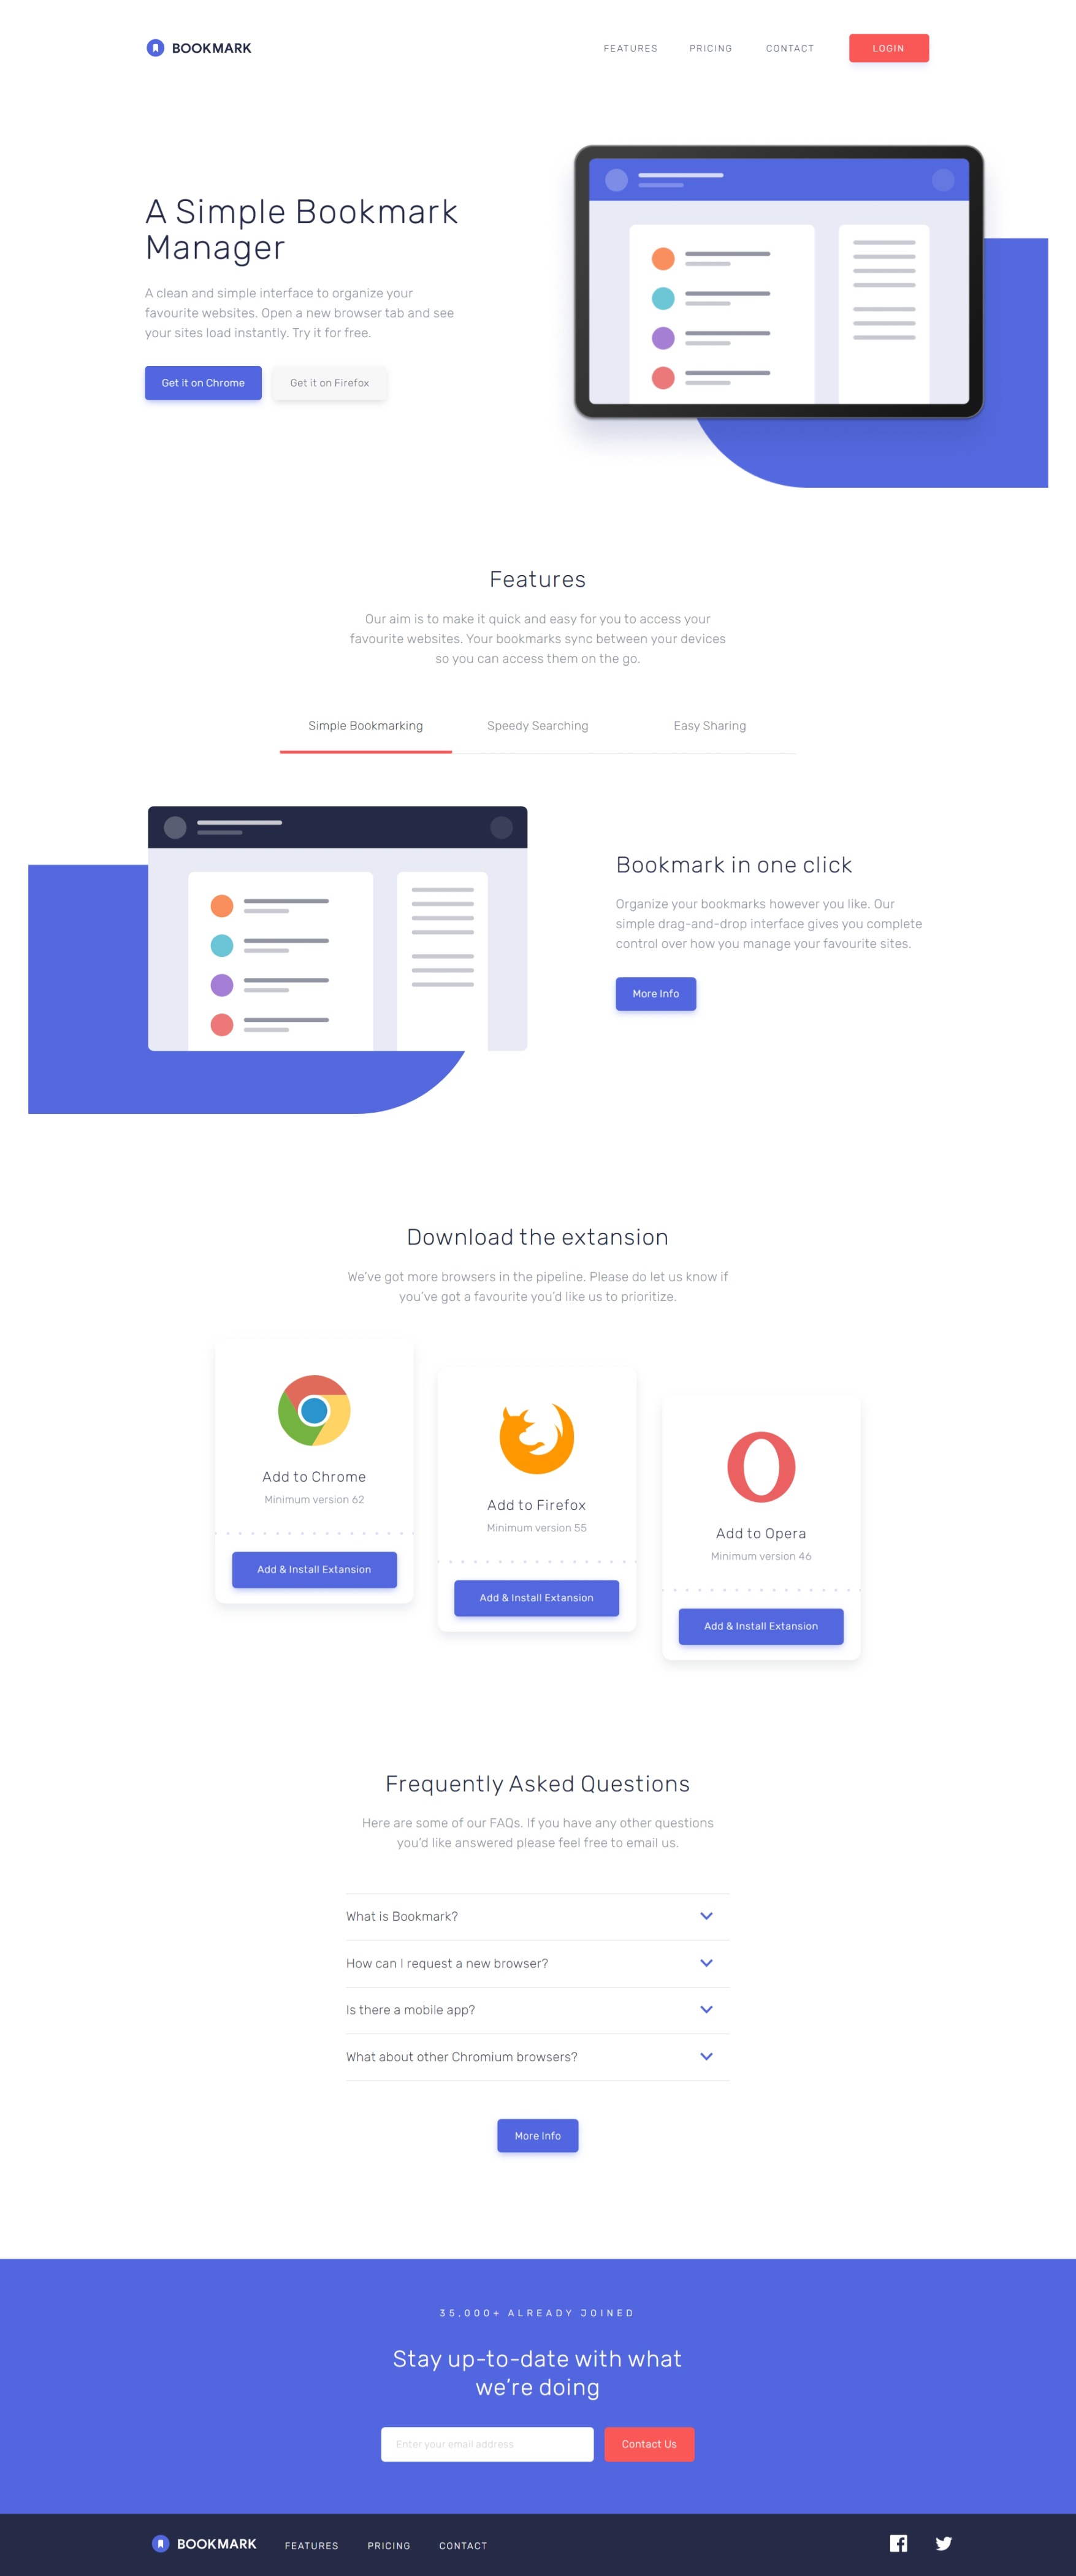 BOOKMARK
FEATURES
PRICING
CONTACT
LOGIN
A Simple Bookmark
Manager
A clean and simple interface to organize your
favourite websites. Open a new browser tab and see
your sites load instantly. Try it for free.
Get it on Chrome
Get it on Firefox
Features
Our aim is to make it quick and easy for you to access your
favourite websites. Your bookmarks sync between your devices
so you can access them on the go.
Simple Bookmarking
Speedy Searching
Easy Sharing
Bookmark in one click
Organize your bookmarks however you like. Our
simple drag-and-drop interface gives you complete
control over how you manage your favourite sites.
More Info
Download the extansion
We've got more browsers in the pipeline. Please do let us know if
you've got a favourite you'd like us to prioritize.
Add to Chrome
Minimum version 62
Add & Install Extansion
Add to Firefox
Minimum version 55
Add & Install Extansion
Add to Opera
Minimum version 46
Add & Install Extansion
Frequently Asked Questions
Here are some of our FAQs. If you have any other questions
you'd like answered please feel free to email us.
What is Bookmark?
How can I request a new browser?
Is there a mobile app?
What about other Chromium browsers?
More Info
35,000+ ALREADY JOINED
Stay up-to-date with what
we're doing
Enter your email address
Contact Us
BOOKMARK
FEATURES
PRICING
CONTACT